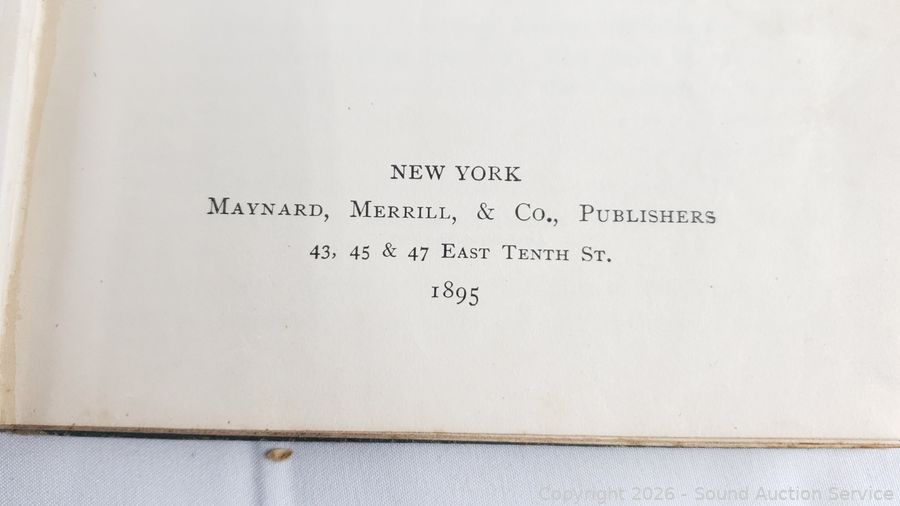 NEW YORK
Maynard, Merrill, & Co., Publishers
43, 45 & 47 East Tenth St.
1895
Copyright 2026 - Sound Auction Service